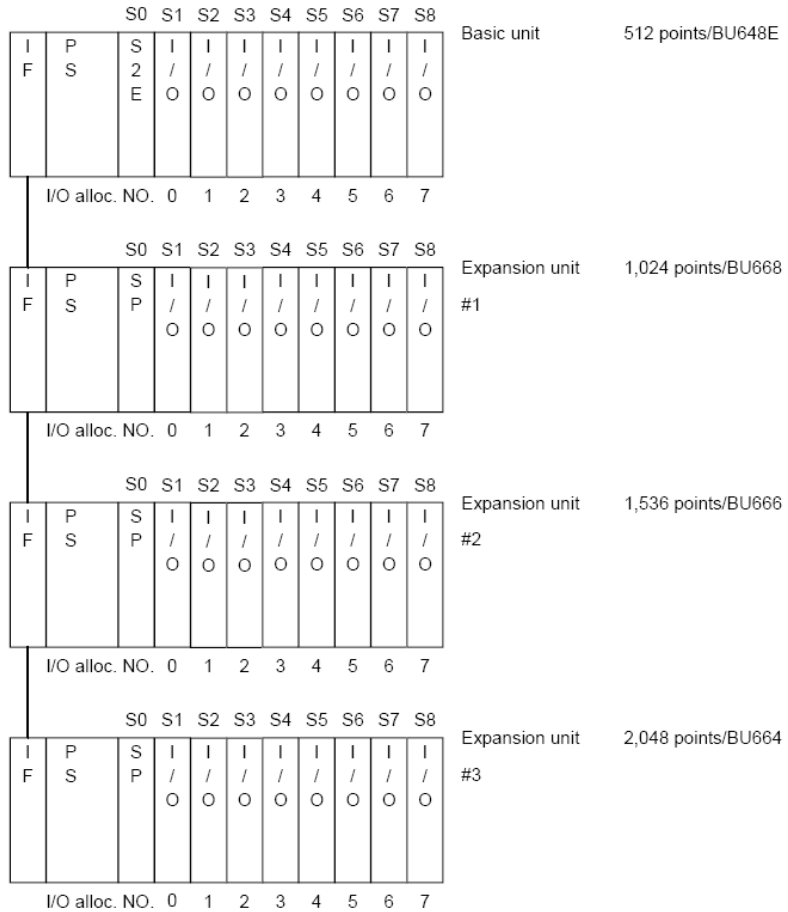 S0 S1 S2 S3 S4 S5 S6 S7 S8
Basic unit 512 points/BU648E
I P S I I I I I I I I
F S 2 / / / / / / / /
E O O O O O O O O
I/O alloc. NO. 0 1 2 3 4 5 6 7
S0 S1 S2 S3 S4 S5 S6 S7 S8
Expansion unit 1,024 points/BU668
I P S I I I I I I I I
F S P / / / / / / / / #1
O O O O O O O O
I/O alloc. NO. 0 1 2 3 4 5 6 7
S0 S1 S2 S3 S4 S5 S6 S7 S8
Expansion unit 1,536 points/BU666
I P S I I I I I I I I
F S P / / / / / / / / #2
O O O O O O O O
I/O alloc. NO. 0 1 2 3 4 5 6 7
S0 S1 S2 S3 S4 S5 S6 S7 S8
Expansion unit 2,048 points/BU664
I P S I I I I I I I I
F S P / / / / / / / / #3
O O O O O O O O
I/O alloc. NO. 0 1 2 3 4 5 6 7